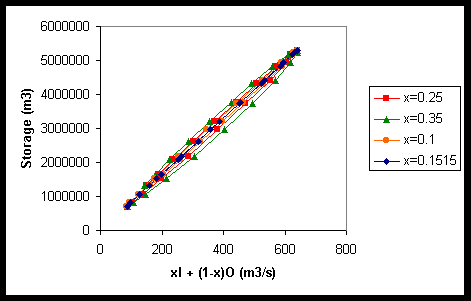 6000000
5000000
4000000
3000000
2000000
1000000
0
Storage (m3)
0 200 400 600 800
xI + (1-x)O (m3/s)
x=0.25
x=0.35
x=0.1
x=0.1515